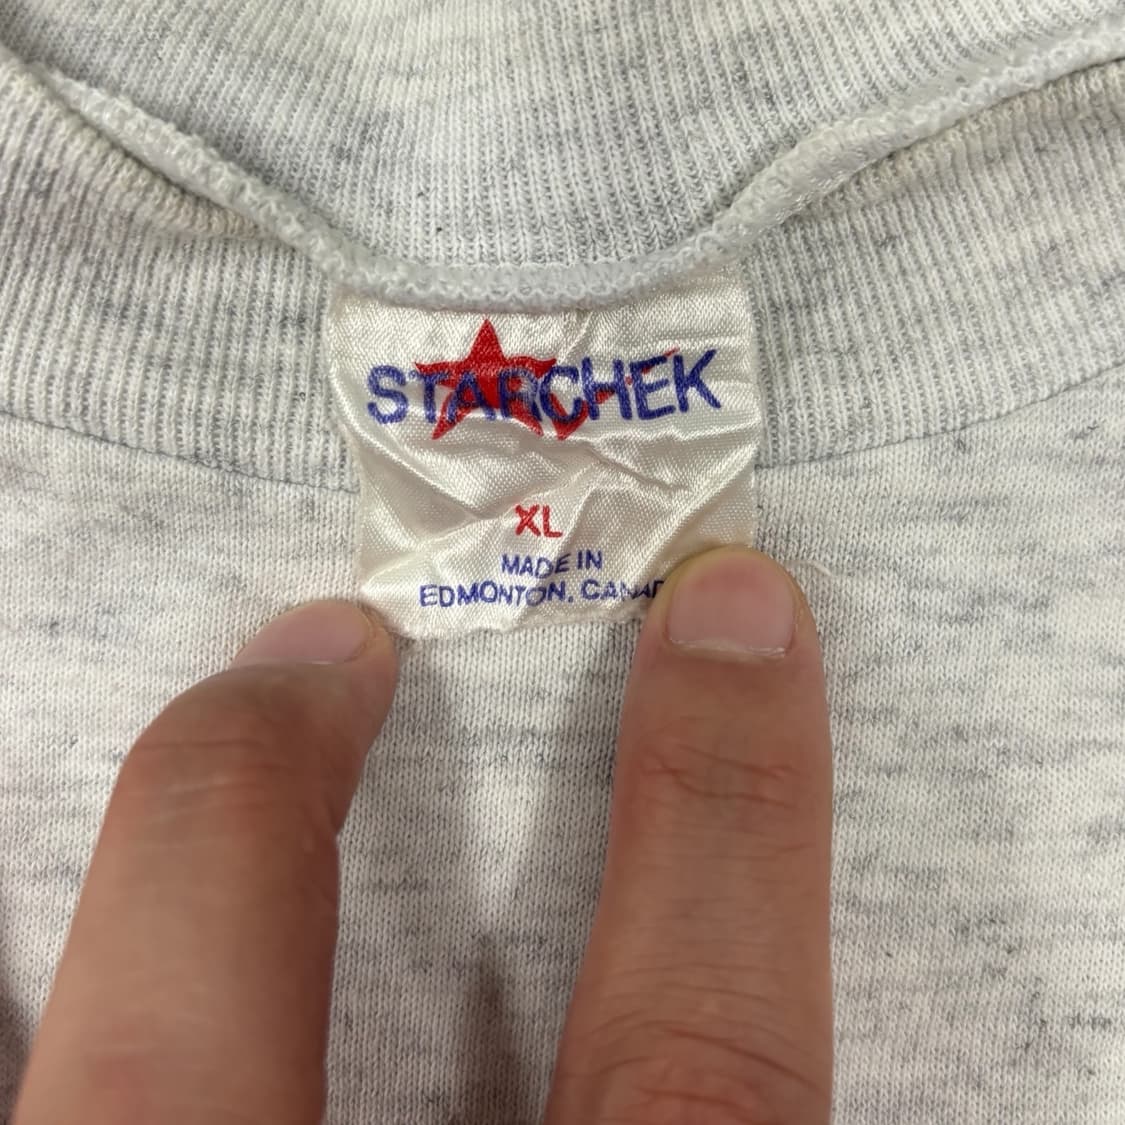 STARCHEK
XL
MADE IN
EDMONTON, CANAD